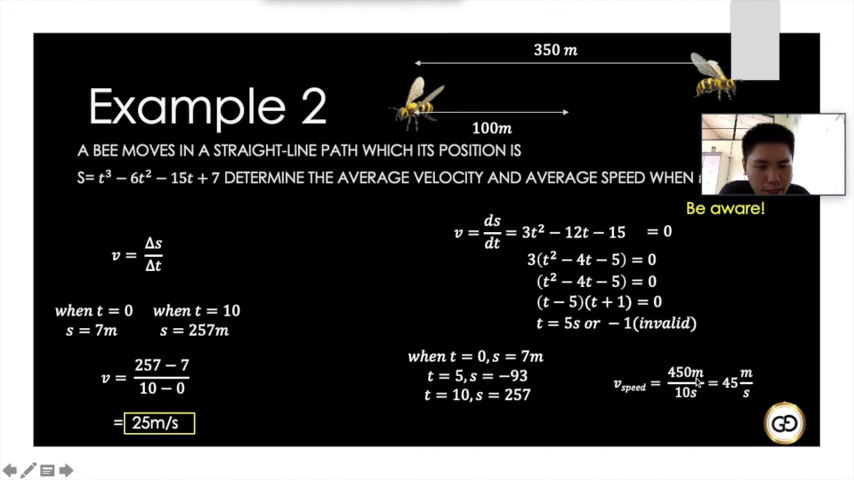 350 m
Example 2
100m
A BEE MOVES IN A STRAIGHT-LINE PATH WHICH ITS POSITION IS
S= t³ − 6t² − 15t + 7 DETERMINE THE AVERAGE VELOCITY AND AVERAGE SPEED WHEN
Be aware!
v = Δs/Δt
when t = 0 when t = 10
s = 7m s = 257m
v = (257 − 7)/(10 − 0)
= 25m/s
v = ds/dt = 3t² − 12t − 15 = 0
3(t² − 4t − 5) = 0
(t² − 4t − 5) = 0
(t − 5)(t + 1) = 0
t = 5s or − 1(invalid)
when t = 0, s = 7m
t = 5, s = −93
t = 10, s = 257
v_speed = 450m/10s = 45 m/s